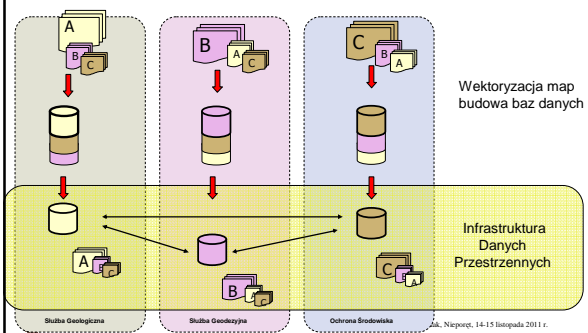 A
B
C
B
A
C
C
B
A
Wektoryzacja map
budowa baz danych
Infrastruktura
Danych
Przestrzennych
A
B
C
B
A
C
C
B
A
Służba Geologiczna
Służba Geodezyjna
Ochrona Środowiska
Nieporęt, 14-15 listopada 2011 r.